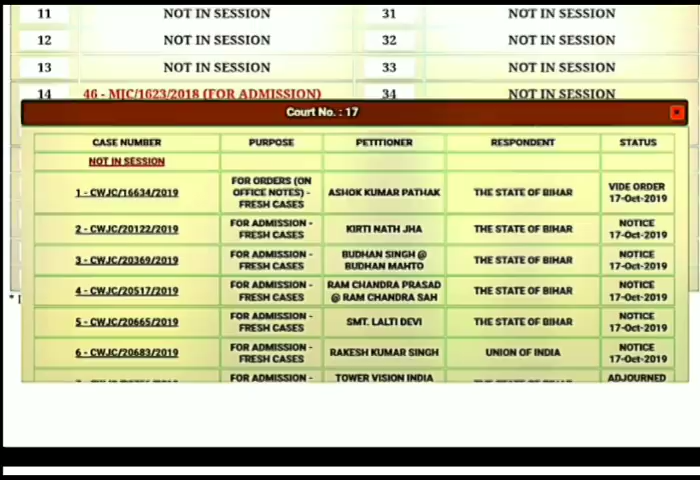 11 NOT IN SESSION 31 NOT IN SESSION
12 NOT IN SESSION 32 NOT IN SESSION
13 NOT IN SESSION 33 NOT IN SESSION
14 46 - MJC/1623/2018 (FOR ADMISSION) 34 NOT IN SESSION
Court No. : 17
CASE NUMBER PURPOSE PETITIONER RESPONDENT STATUS
NOT IN SESSION
1 - CWJC/16634/2019 FOR ORDERS (ON OFFICE NOTES) - FRESH CASES ASHOK KUMAR PATHAK THE STATE OF BIHAR VIDE ORDER 17-Oct-2019
2 - CWJC/20122/2019 FOR ADMISSION - FRESH CASES KIRTI NATH JHA THE STATE OF BIHAR NOTICE 17-Oct-2019
3 - CWJC/20369/2019 FOR ADMISSION - FRESH CASES BUDHAN SINGH @ BUDHAN MAHTO THE STATE OF BIHAR NOTICE 17-Oct-2019
4 - CWJC/20517/2019 FOR ADMISSION - FRESH CASES RAM CHANDRA PRASAD @ RAM CHANDRA SAH THE STATE OF BIHAR NOTICE 17-Oct-2019
5 - CWJC/20665/2019 FOR ADMISSION - FRESH CASES SMT. LALTI DEVI THE STATE OF BIHAR NOTICE 17-Oct-2019
6 - CWJC/20683/2019 FOR ADMISSION - FRESH CASES RAKESH KUMAR SINGH UNION OF INDIA NOTICE 17-Oct-2019
FOR ADMISSION - TOWER VISION INDIA ADJOURNED